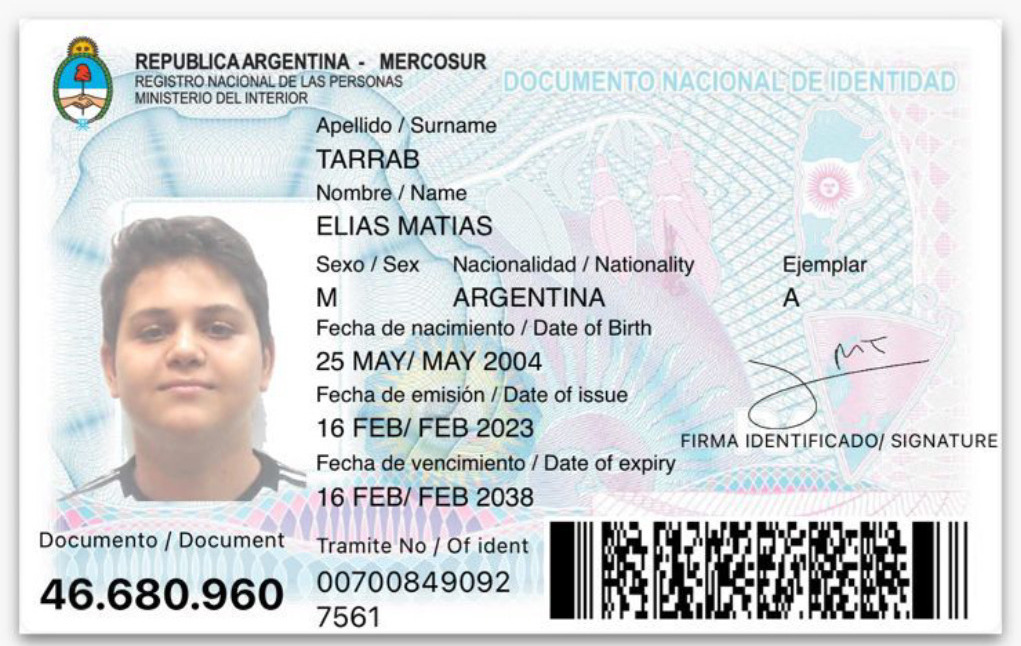 REPUBLICA ARGENTINA - MERCOSUR
REGISTRO NACIONAL DE LAS PERSONAS
MINISTERIO DEL INTERIOR
DOCUMENTO NACIONAL DE IDENTIDAD
Apellido / Surname
TARRAB
Nombre / Name
ELIAS MATIAS
Sexo / Sex Nacionalidad / Nationality Ejemplar
M ARGENTINA A
Fecha de nacimiento / Date of Birth
25 MAY/ MAY 2004
Fecha de emisión / Date of issue
16 FEB/ FEB 2023
MT
FIRMA IDENTIFICADO/ SIGNATURE
Fecha de vencimiento / Date of expiry
16 FEB/ FEB 2038
Documento / Document
46.680.960
Tramite No / Of ident
00700849092
7561